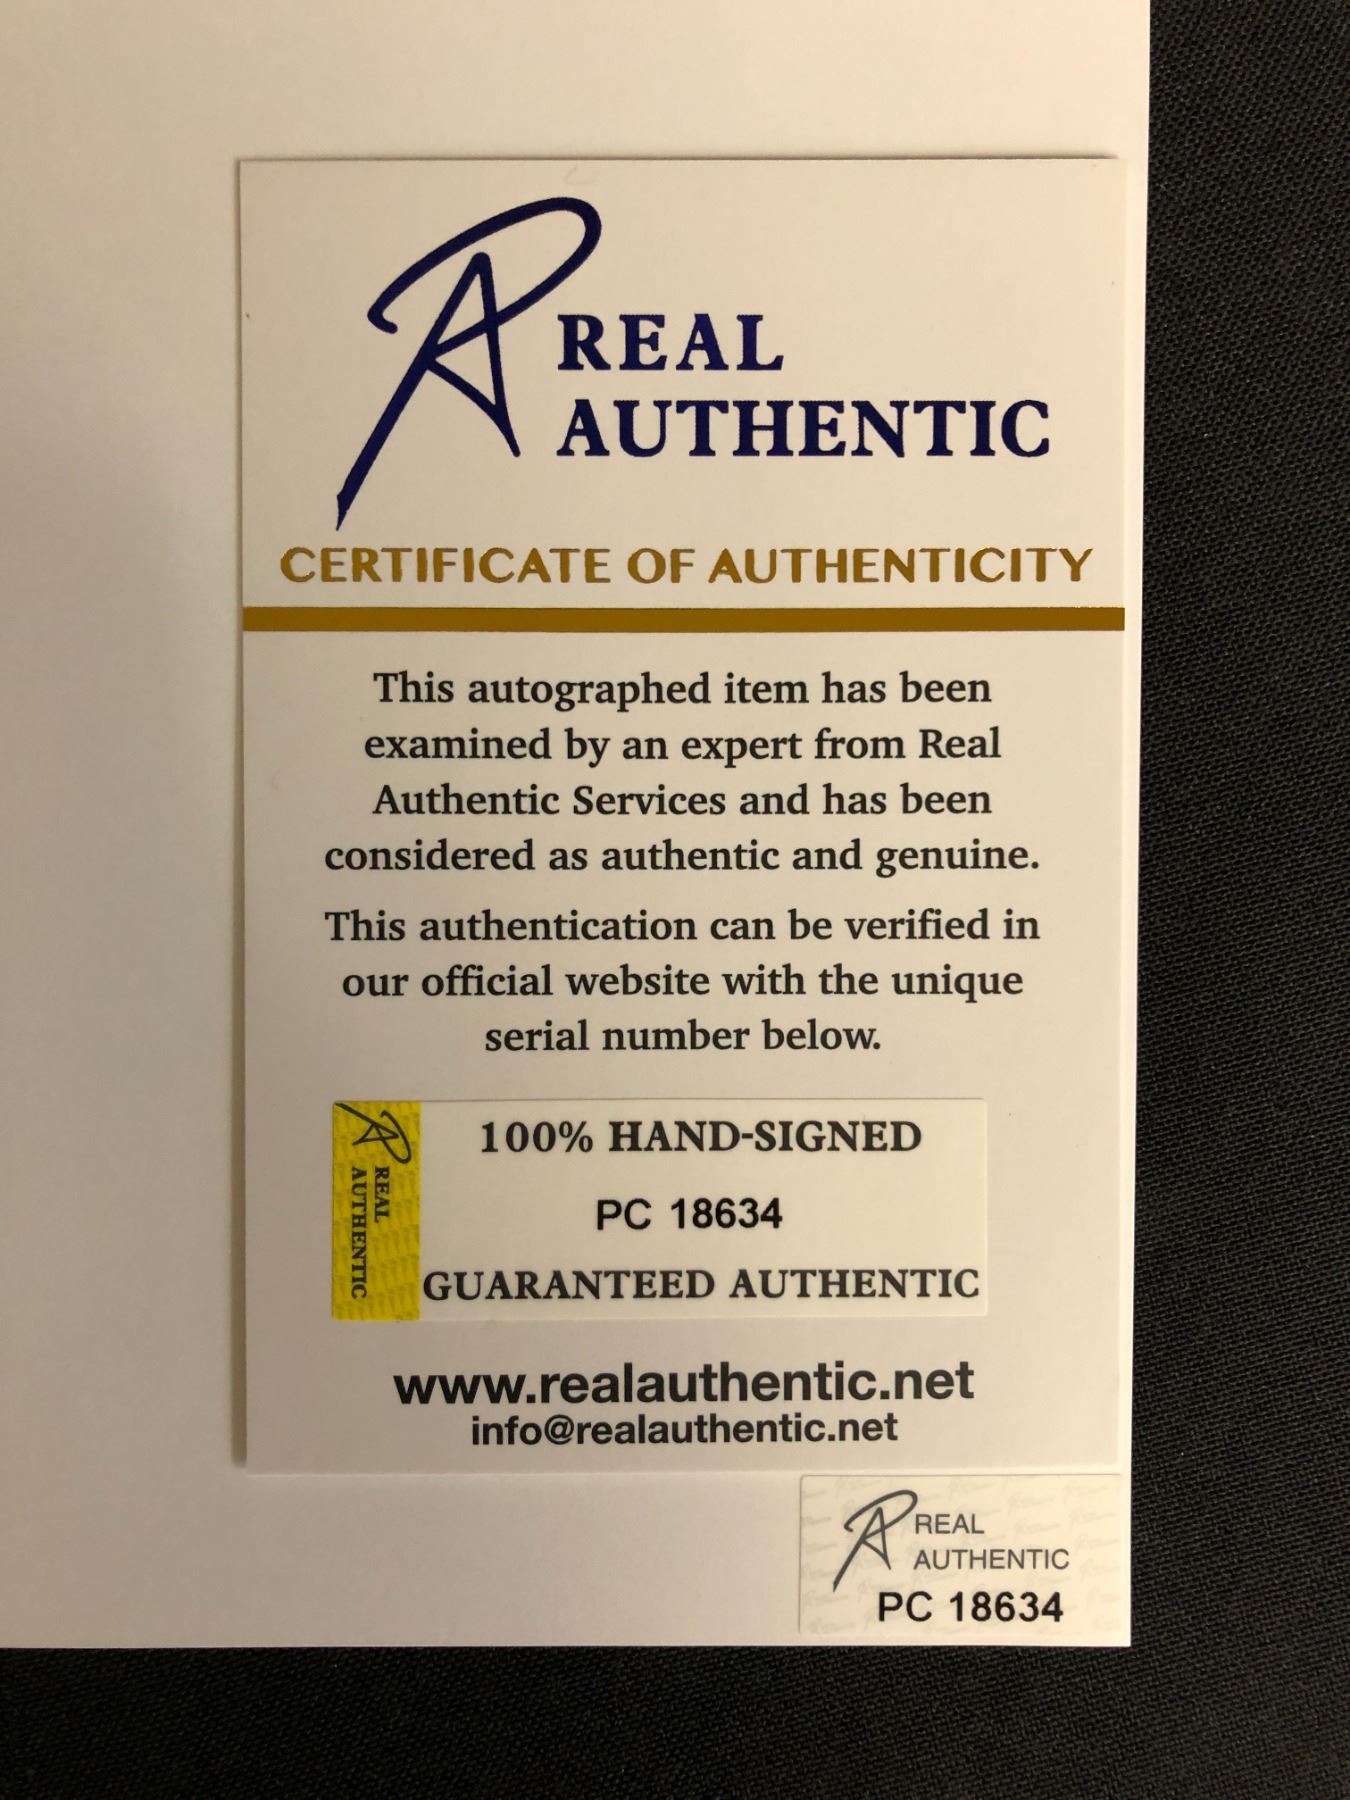 REAL
AUTHENTIC
CERTIFICATE OF AUTHENTICITY
This autographed item has been
examined by an expert from Real
Authentic Services and has been
considered as authentic and genuine.
This authentication can be verified in
our official website with the unique
serial number below.
REAL
AUTHENTIC
100% HAND-SIGNED
PC 18634
GUARANTEED AUTHENTIC
www.realauthentic.net
info@realauthentic.net
REAL
AUTHENTIC
PC 18634